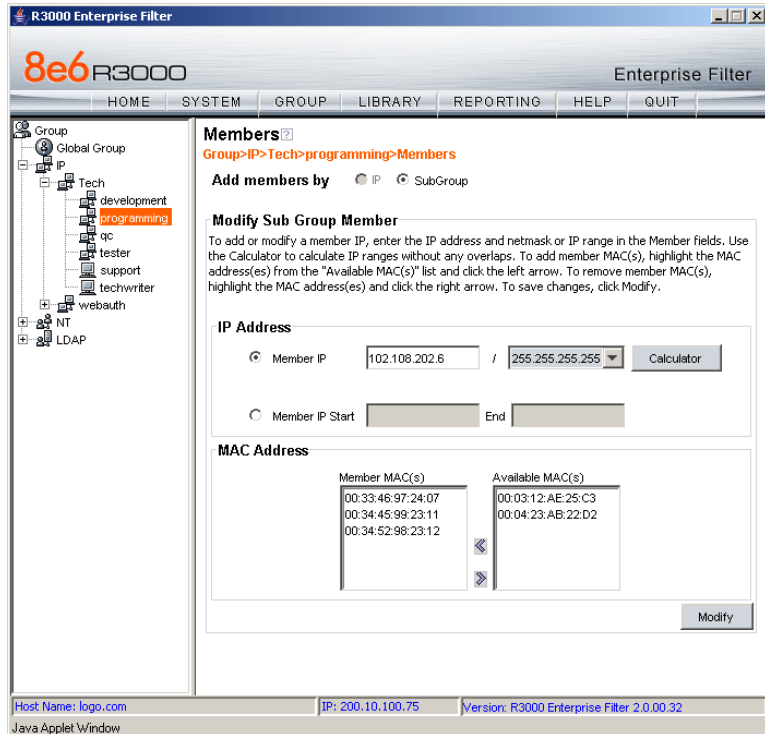 R3000 Enterprise Filter
8e6 R3000
Enterprise Filter
HOME SYSTEM GROUP LIBRARY REPORTING HELP QUIT
Group
Global Group
IP
Tech
development
programming
qc
tester
support
techwriter
webauth
NT
LDAP
Members?
Group>IP>Tech>programming>Members
Add members by IP SubGroup
Modify Sub Group Member
To add or modify a member IP, enter the IP address and netmask or IP range in the Member fields. Use
the Calculator to calculate IP ranges without any overlaps. To add member MAC(s), highlight the MAC
address(es) from the "Available MAC(s)" list and click the left arrow. To remove member MAC(s),
highlight the MAC address(es) and click the right arrow. To save changes, click Modify.
IP Address
Member IP 102.108.202.6 / 255.255.255.255 Calculator
Member IP Start End
MAC Address
Member MAC(s)
00:33:46:97:24:07
00:34:45:99:23:11
00:34:52:98:23:12
Available MAC(s)
00:03:12:AE:25:C3
00:04:23:AB:22:D2
Modify
Host Name: logo.com IP: 200.10.100.75 Version: R3000 Enterprise Filter 2.0.00.32
Java Applet Window